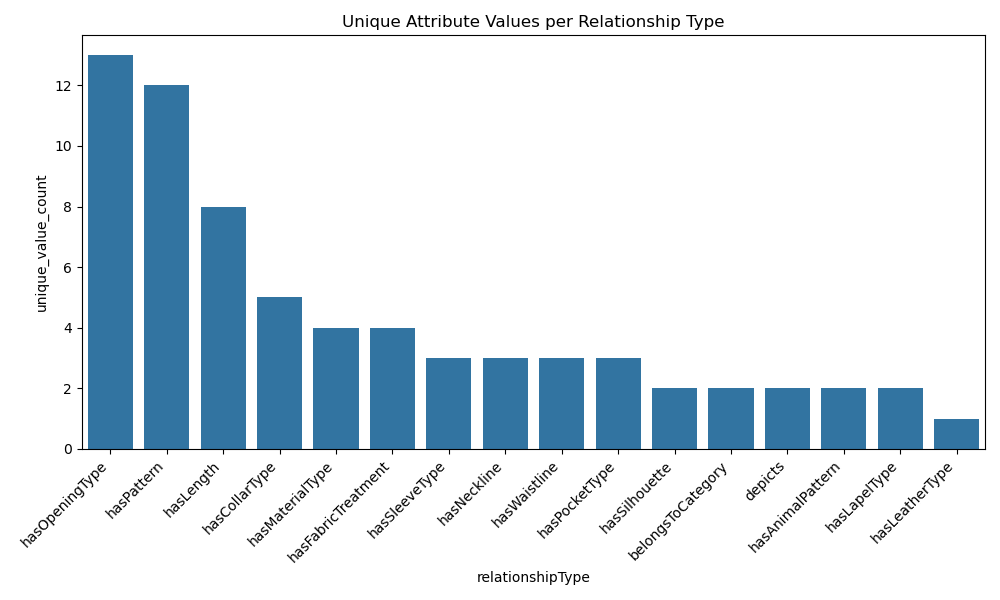 Unique Attribute Values per Relationship Type
unique_value_count
12
10
8
6
4
2
0
hasOpeningType
hasPattern
hasLength
hasCollarType
hasMaterialType
hasFabricTreatment
hasSleeveType
hasNeckline
hasWaistline
hasPocketType
hasSilhouette
belongsToCategory
depicts
hasAnimalPattern
hasLapelType
hasLeatherType
relationshipType